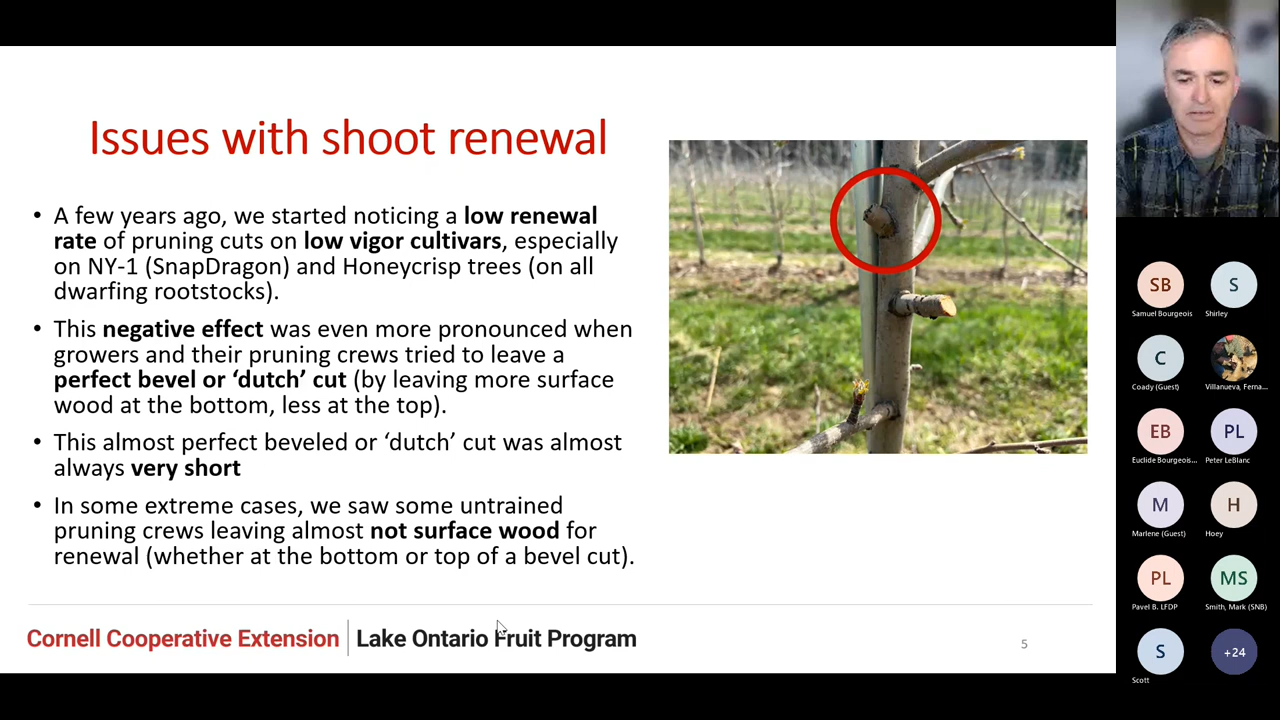 Issues with shoot renewal
• A few years ago, we started noticing a low renewal
rate of pruning cuts on low vigor cultivars, especially
on NY-1 (SnapDragon) and Honeycrisp trees (on all
dwarfing rootstocks).
• This negative effect was even more pronounced when
growers and their pruning crews tried to leave a
perfect bevel or ‘dutch’ cut (by leaving more surface
wood at the bottom, less at the top).
• This almost perfect beveled or ‘dutch’ cut was almost
always very short
• In some extreme cases, we saw some untrained
pruning crews leaving almost not surface wood for
renewal (whether at the bottom or top of a bevel cut).
Cornell Cooperative Extension | Lake Ontario Fruit Program
5
SB
Samuel Bourgeois
S
Shirley
C
Coady (Guest)
Villanueva, Ferna...
EB
Euclide Bourgeois...
PL
Peter LeBlanc
M
Marlene (Guest)
H
Hoey
PL
Pavel B. LFDP
MS
Smith, Mark (SNB)
S
Scott
+24